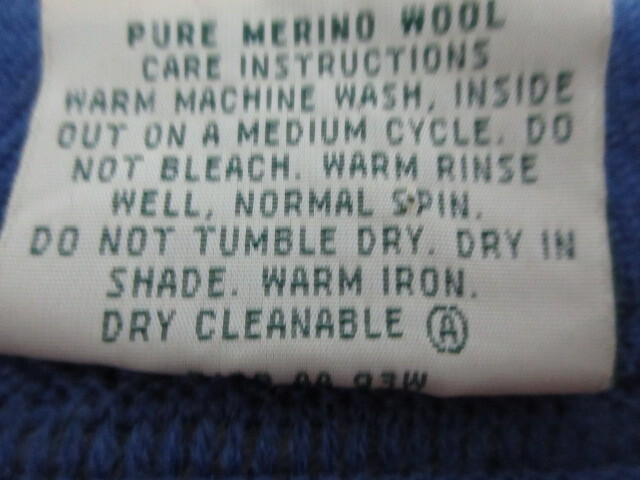 PURE MERINO WOOL
CARE INSTRUCTIONS
WARM MACHINE WASH, INSIDE
OUT ON A MEDIUM CYCLE. DO
NOT BLEACH. WARM RINSE
WELL, NORMAL SPIN.
DO NOT TUMBLE DRY. DRY IN
SHADE. WARM IRON.
DRY CLEANABLE Ⓐ